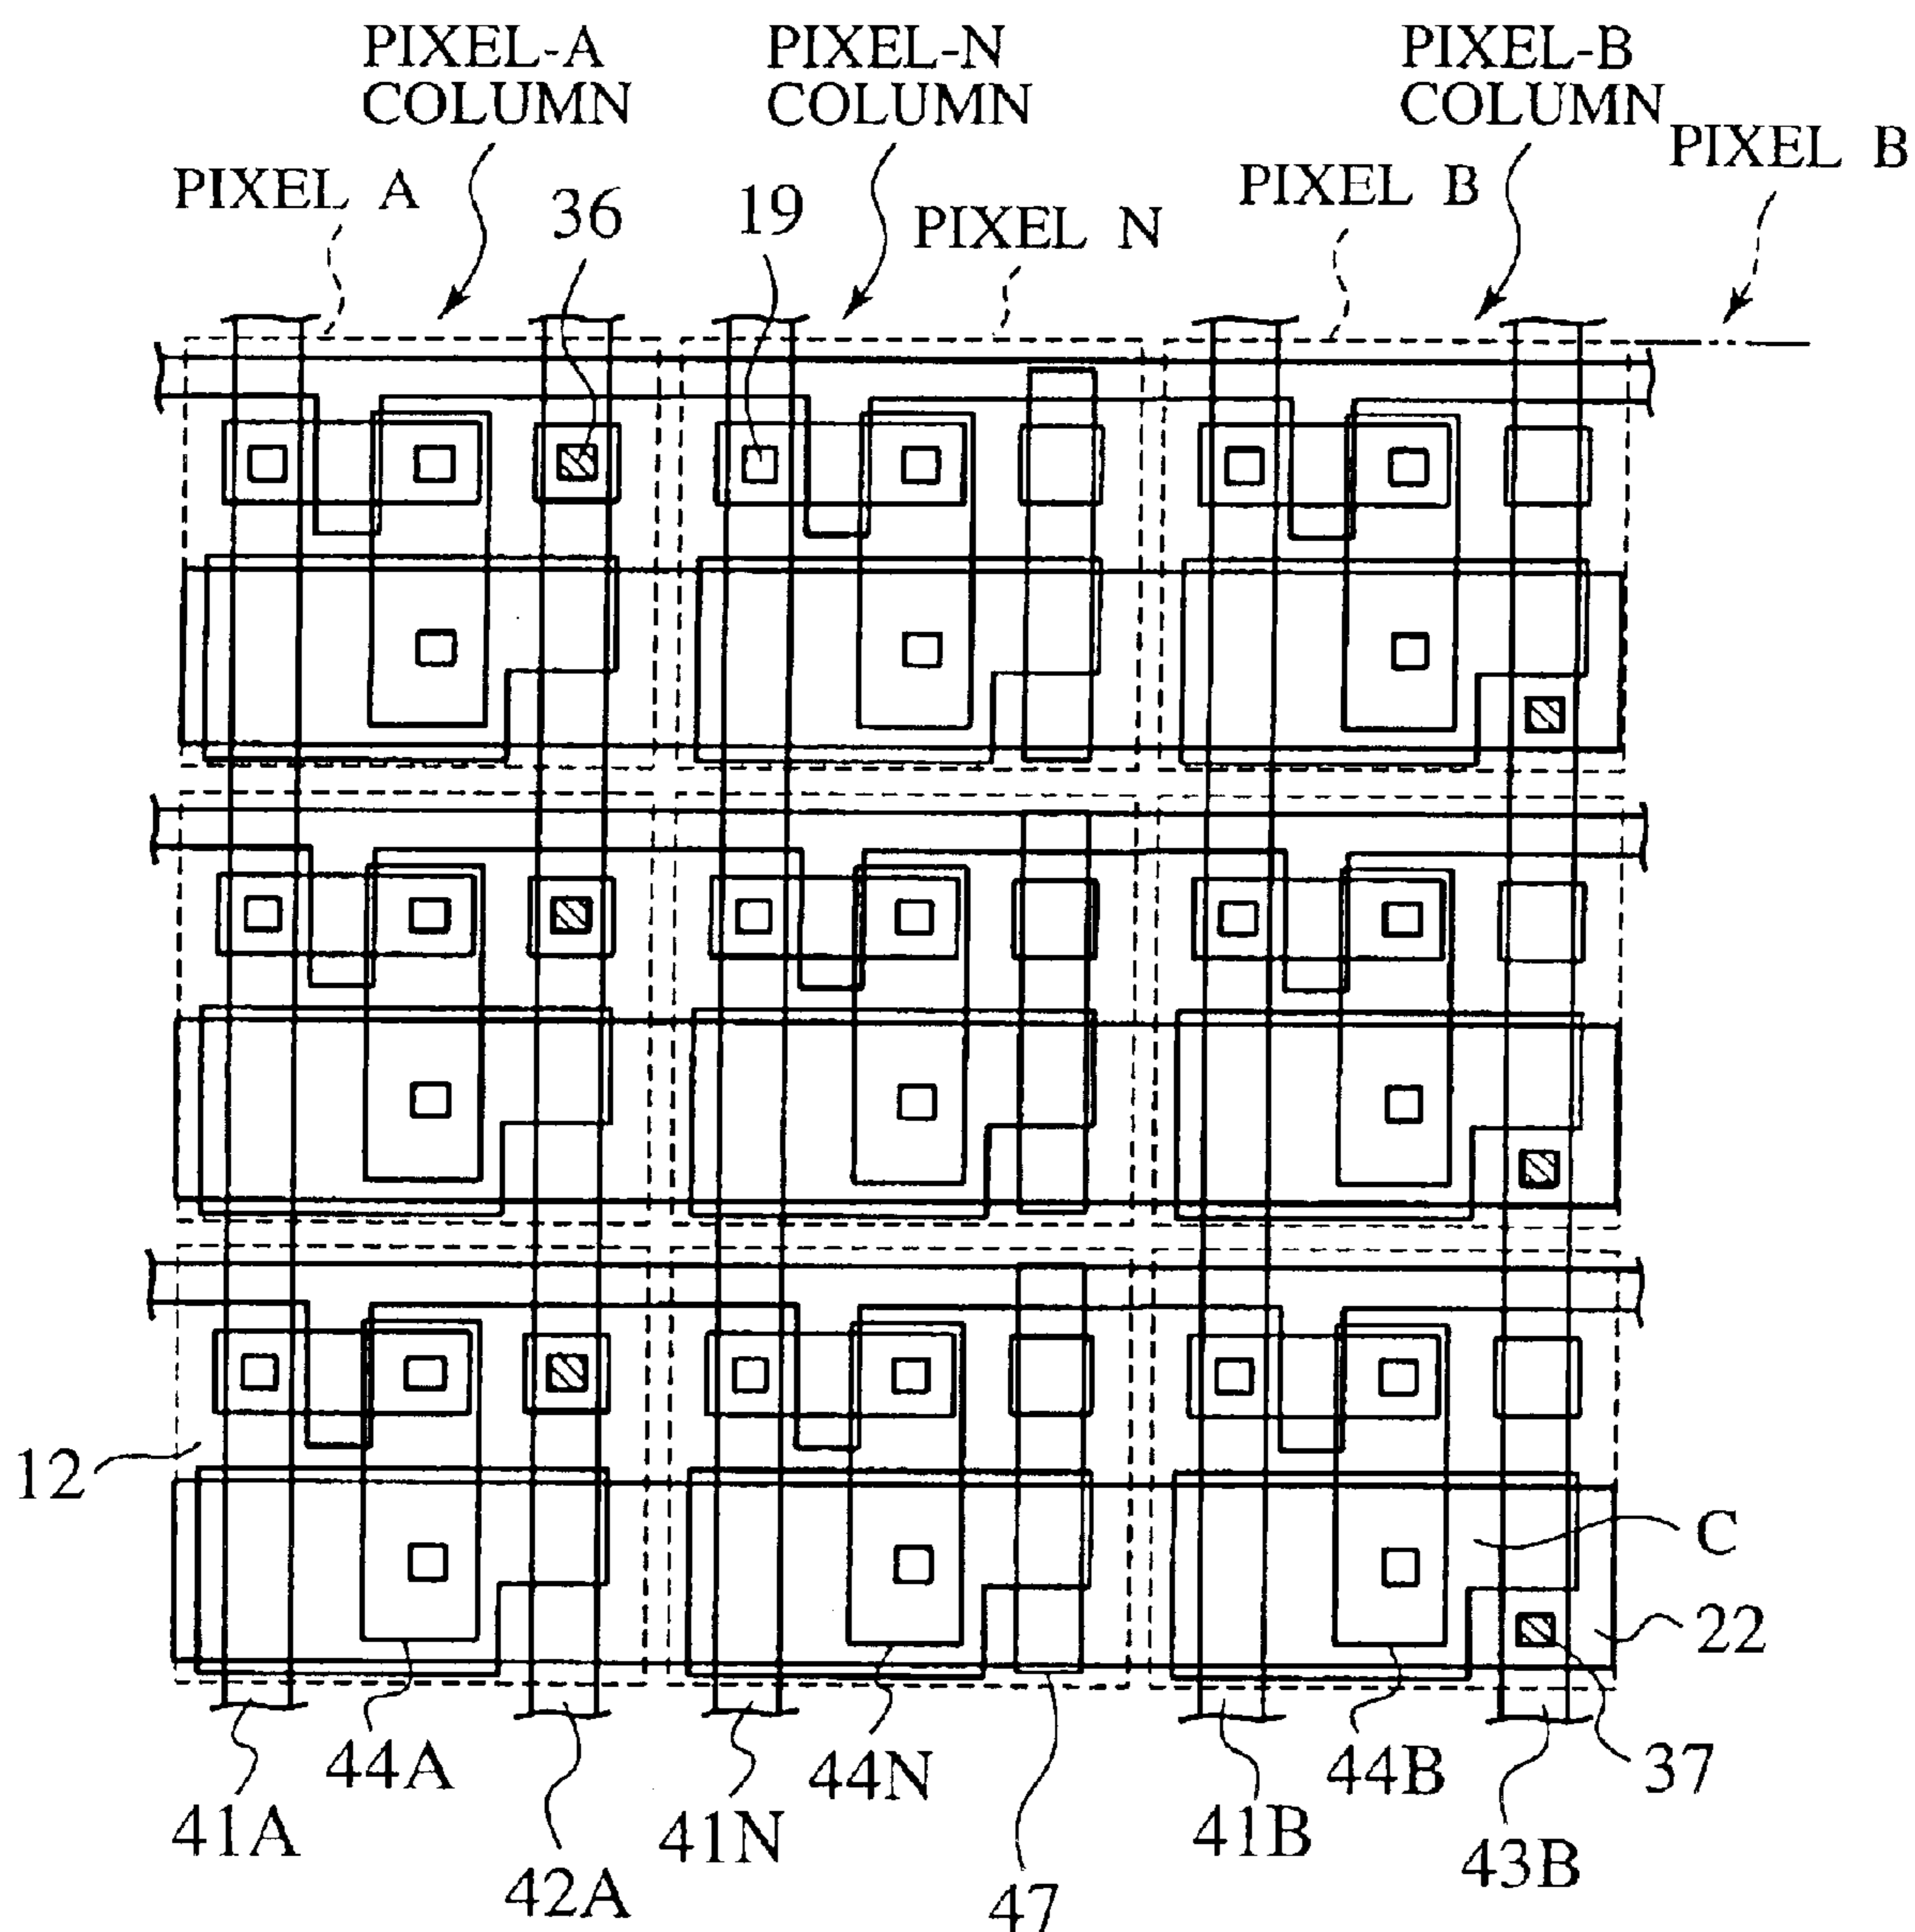 PIXEL-A
COLUMN
PIXEL-N
COLUMN
PIXEL-B
COLUMN
PIXEL B
PIXEL A
36
19
PIXEL N
PIXEL B
12
C
22
37
44A
44N
44B
41A
42A
41N
47
41B
43B